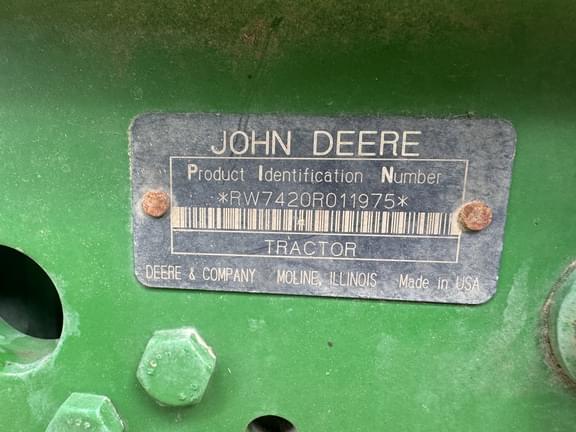 JOHN DEERE
Product Identification Number
*RW7420R011975*
TRACTOR
DEERE & COMPANY MOLINE, ILLINOIS Made in USA